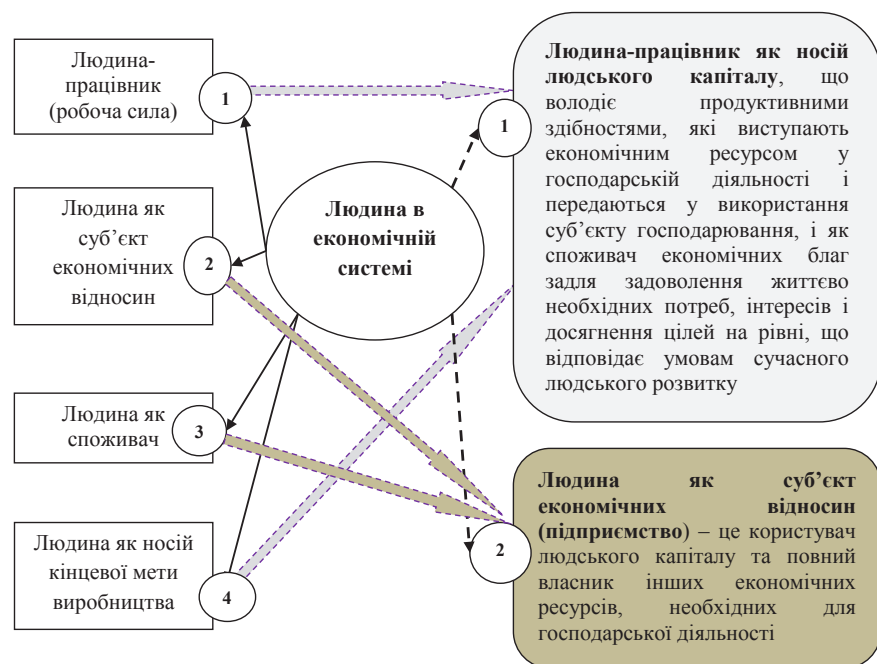 Людина-
працівник
(робоча сила)
1
Людина як
суб’єкт
економічних
відносин
2
Людина як
споживач
3
Людина як носій
кінцевої мети
виробництва
4
Людина в
економічній
системі
1
Людина-працівник як носій
людського капіталу, що
володіє продуктивними
здібностями, які виступають
економічним ресурсом у
господарській діяльності і
передаються у використання
суб’єкту господарювання, і як
споживач економічних благ
задля задоволення життєво
необхідних потреб, інтересів і
досягнення цілей на рівні, що
відповідає умовам сучасного
людського розвитку
2
Людина як суб’єкт
економічних відносин
(підприємство) – це користувач
людського капіталу та повний
власник інших економічних
ресурсів, необхідних для
господарської діяльності